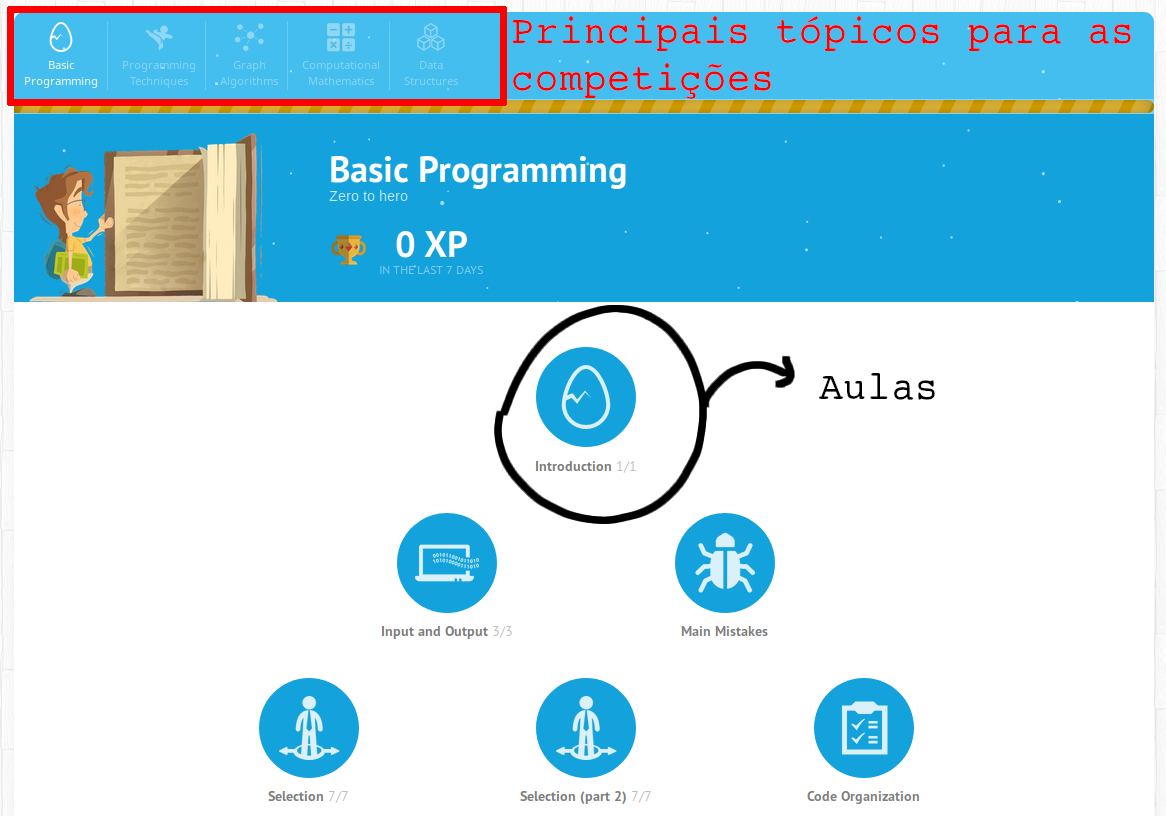 Basic
Programming
Programming
Techniques
Graph
Algorithms
Computational
Mathematics
Data
Structures
Principais tópicos para as
competições
Basic Programming
Zero to hero
0 XP
IN THE LAST 7 DAYS
Aulas
Introduction 1/1
Input and Output 3/3
Main Mistakes
Selection 7/7
Selection (part 2) 7/7
Code Organization